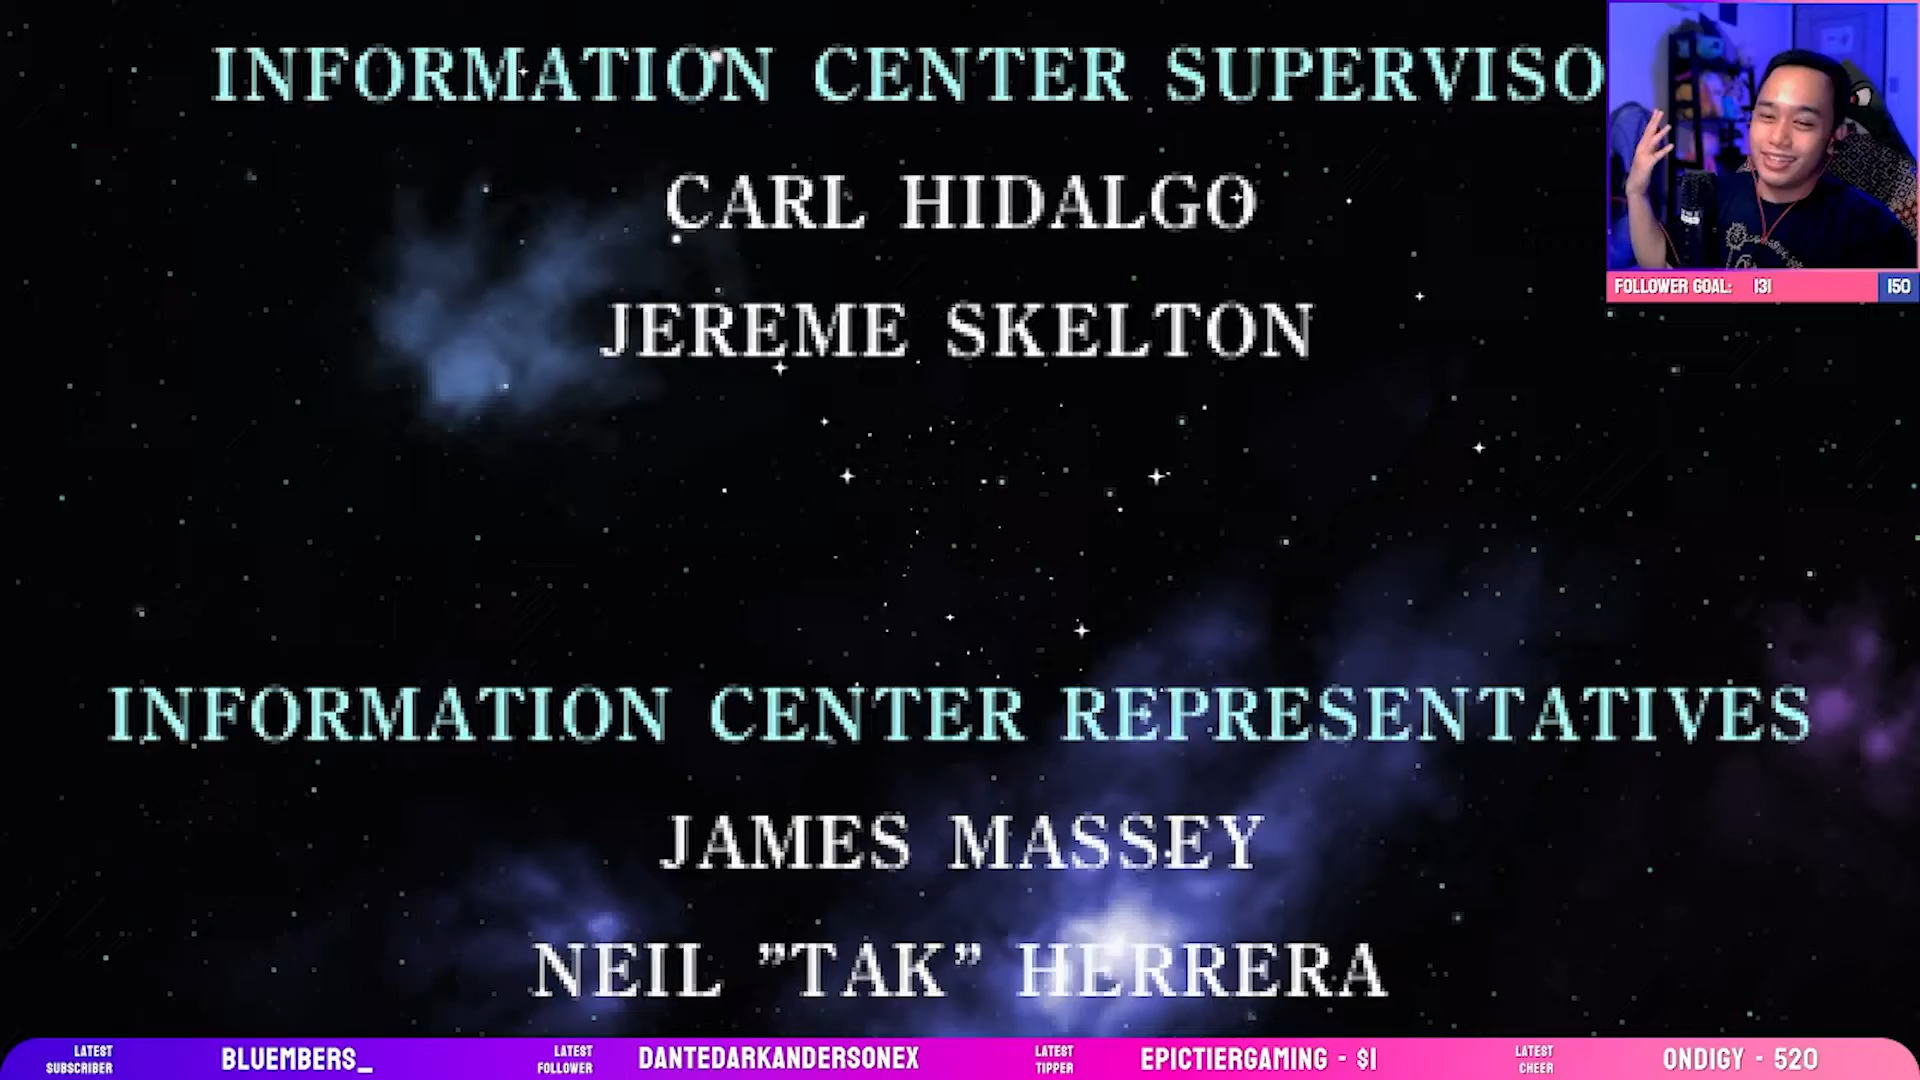 INFORMATION CENTER SUPERVISO
CARL HIDALGO
JEREME SKELTON
FOLLOWER GOAL: 131 150
INFORMATION CENTER REPRESENTATIVES
JAMES MASSEY
NEIL "TAK" HERRERA
LATEST SUBSCRIBER BLUEMBERS_
LATEST FOLLOWER DANTEDARKANDERSONEX
LATEST TIPPER EPICTIERGAMING - $1
LATEST CHEER ONDIGY - 520